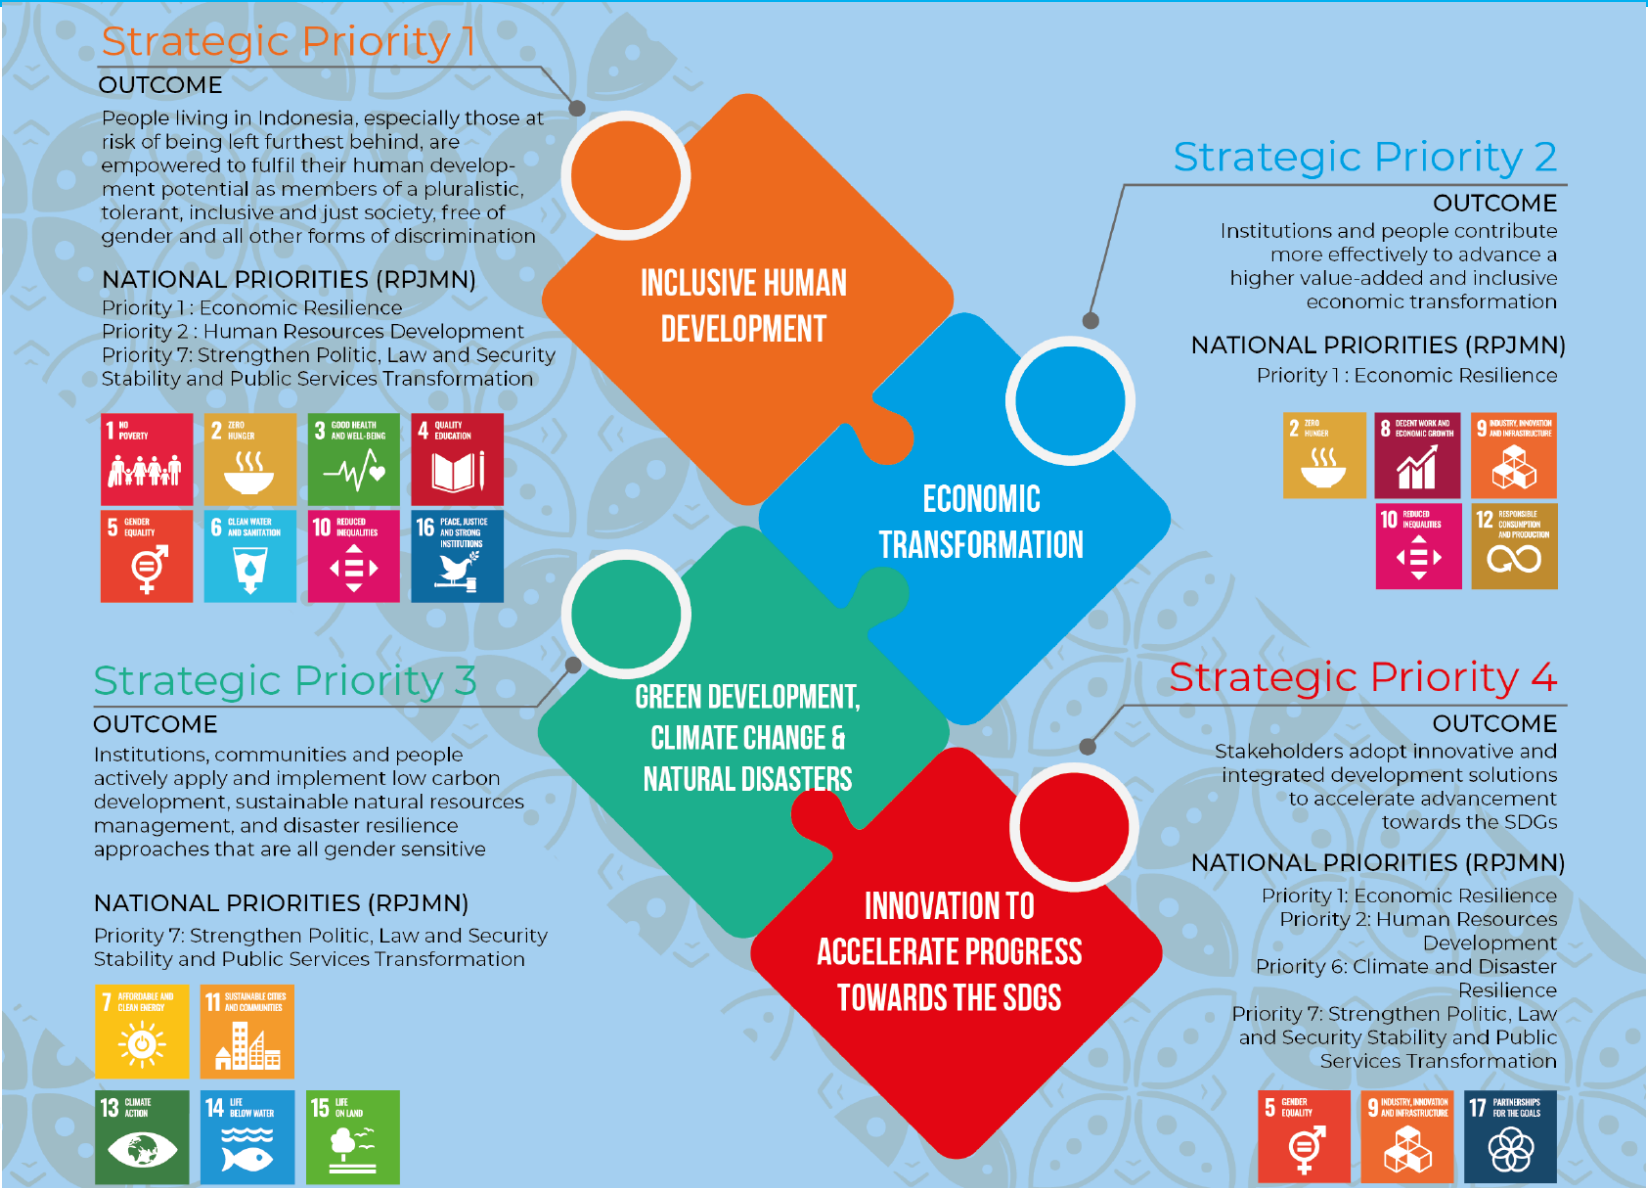 Strategic Priority 1
OUTCOME
People living in Indonesia, especially those at
risk of being left furthest behind, are
empowered to fulfil their human develop-
ment potential as members of a pluralistic,
tolerant, inclusive and just society, free of
gender and all other forms of discrimination
NATIONAL PRIORITIES (RPJMN)
Priority 1 : Economic Resilience
Priority 2 : Human Resources Development
Priority 7: Strengthen Politic, Law and Security
Stability and Public Services Transformation
1 NO
POVERTY
2 ZERO
HUNGER
3 GOOD HEALTH
AND WELL-BEING
4 QUALITY
EDUCATION
5 GENDER
EQUALITY
6 CLEAN WATER
AND SANITATION
10 REDUCED
INEQUALITIES
16 PEACE, JUSTICE
AND STRONG
INSTITUTIONS
INCLUSIVE HUMAN
DEVELOPMENT
Strategic Priority 2
OUTCOME
Institutions and people contribute
more effectively to advance a
higher value-added and inclusive
economic transformation
NATIONAL PRIORITIES (RPJMN)
Priority 1 : Economic Resilience
2 ZERO
HUNGER
8 DECENT WORK AND
ECONOMIC GROWTH
9 INDUSTRY, INNOVATION
AND INFRASTRUCTURE
10 REDUCED
INEQUALITIES
12 RESPONSIBLE
CONSUMPTION
AND PRODUCTION
ECONOMIC
TRANSFORMATION
Strategic Priority 3
OUTCOME
Institutions, communities and people
actively apply and implement low carbon
development, sustainable natural resources
management, and disaster resilience
approaches that are all gender sensitive
NATIONAL PRIORITIES (RPJMN)
Priority 7: Strengthen Politic, Law and Security
Stability and Public Services Transformation
7 AFFORDABLE AND
CLEAN ENERGY
11 SUSTAINABLE CITIES
AND COMMUNITIES
13 CLIMATE
ACTION
14 LIFE
BELOW WATER
15 LIFE
ON LAND
GREEN DEVELOPMENT,
CLIMATE CHANGE &
NATURAL DISASTERS
Strategic Priority 4
OUTCOME
Stakeholders adopt innovative and
integrated development solutions
to accelerate advancement
towards the SDGs
NATIONAL PRIORITIES (RPJMN)
Priority 1: Economic Resilience
Priority 2: Human Resources
Development
Priority 6: Climate and Disaster
Resilience
Priority 7: Strengthen Politic, Law
and Security Stability and Public
Services Transformation
5 GENDER
EQUALITY
9 INDUSTRY, INNOVATION
AND INFRASTRUCTURE
17 PARTNERSHIPS
FOR THE GOALS
INNOVATION TO
ACCELERATE PROGRESS
TOWARDS THE SDGS